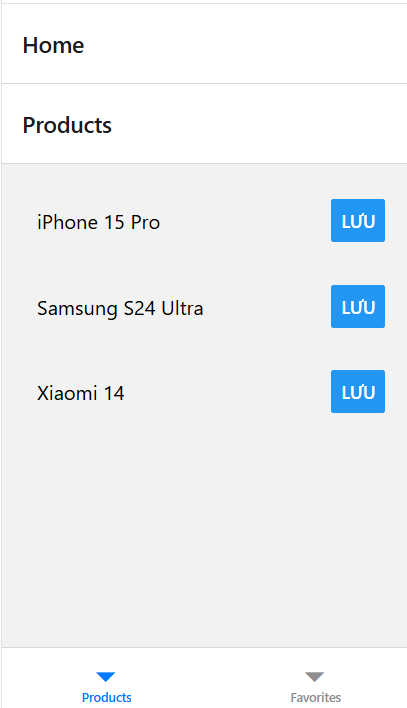 Home
Products
iPhone 15 Pro
LƯU
Samsung S24 Ultra
LƯU
Xiaomi 14
LƯU
Products
Favorites